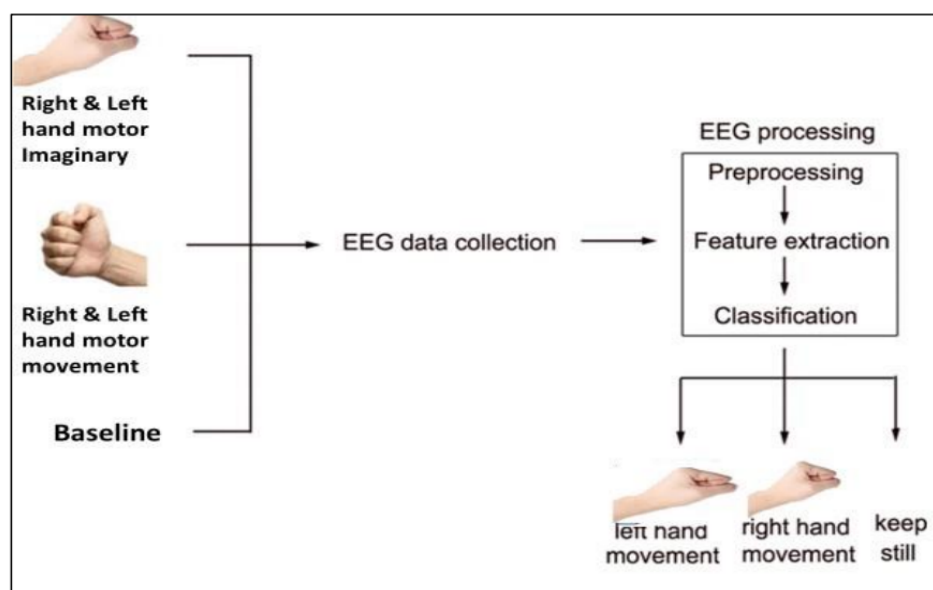 Right & Left
hand motor
Imaginary
Right & Left
hand motor
movement
Baseline
EEG data collection
EEG processing
Preprocessing
Feature extraction
Classification
left hand
movement
right hand
movement
keep
still